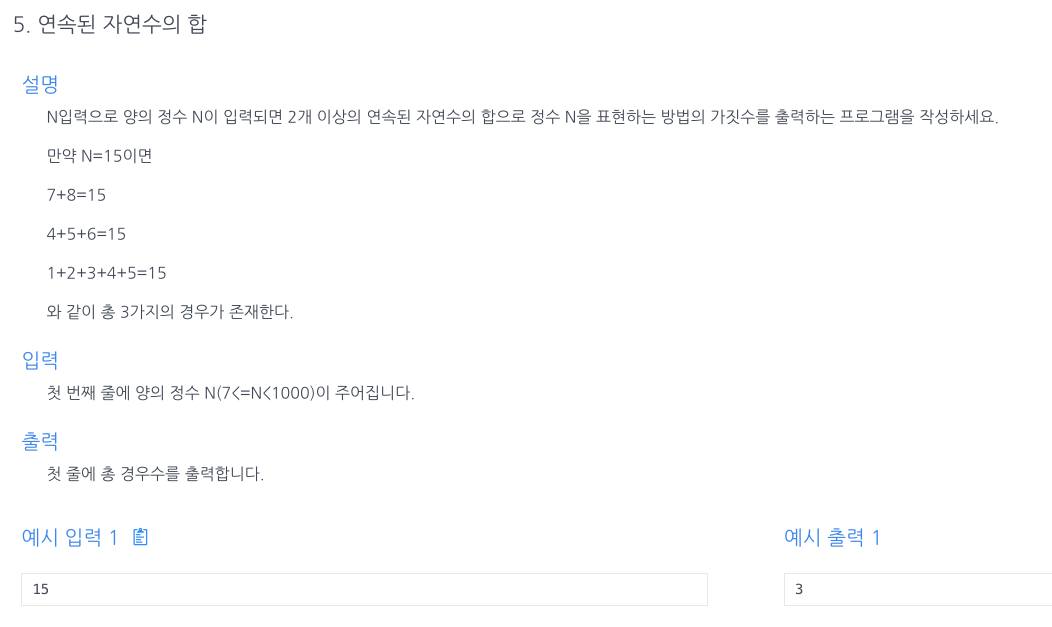 5. 연속된 자연수의 합
설명
N입력으로 양의 정수 N이 입력되면 2개 이상의 연속된 자연수의 합으로 정수 N을 표현하는 방법의 가짓수를 출력하는 프로그램을 작성하세요.
만약 N=15이면
7+8=15
4+5+6=15
1+2+3+4+5=15
와 같이 총 3가지의 경우가 존재한다.
입력
첫 번째 줄에 양의 정수 N(7<=N<1000)이 주어집니다.
출력
첫 줄에 총 경우수를 출력합니다.
예시 입력 1
예시 출력 1
15
3